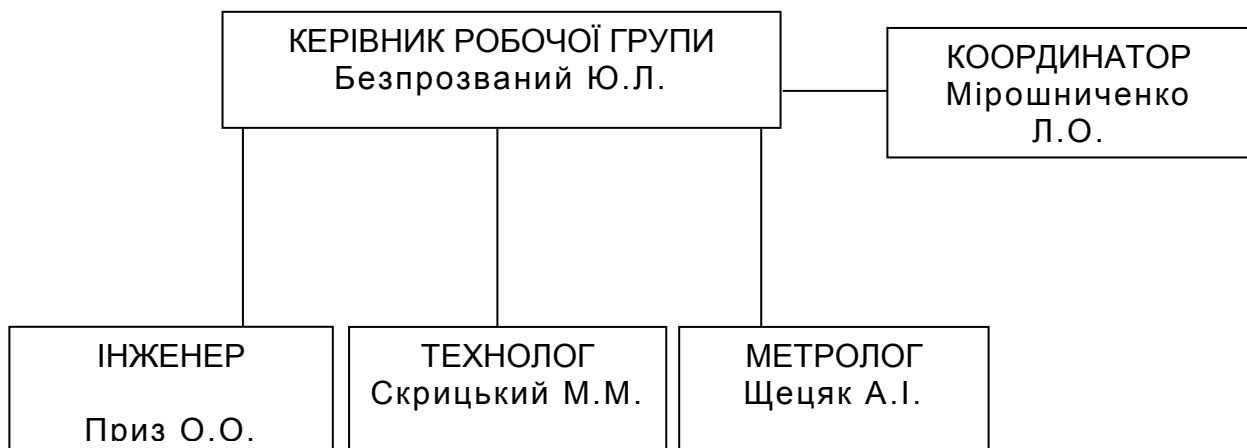 КЕРІВНИК РОБОЧОЇ ГРУПИ
Безпрозваний Ю.Л.
КООРДИНАТОР
Мірошниченко
Л.О.
ІНЖЕНЕР
Приз О.О.
ТЕХНОЛОГ
Скрицький М.М.
МЕТРОЛОГ
Щецяк А.І.